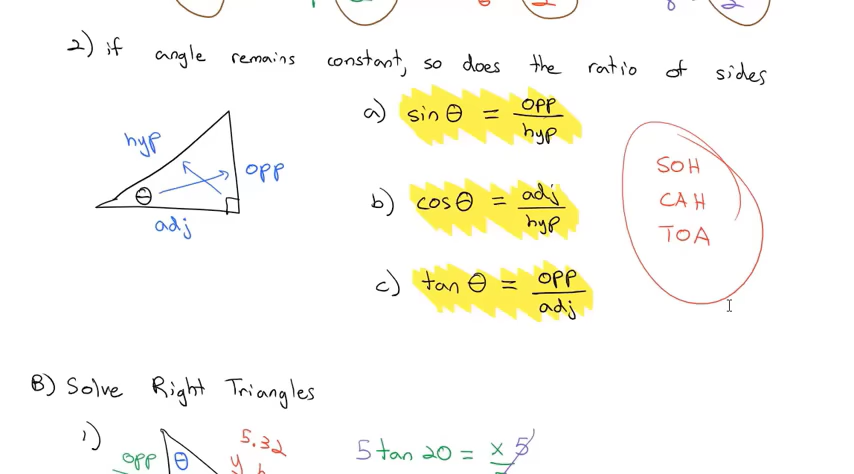 2) if angle remains constant, so does the ratio of sides
hyp
opp
θ
adj
a) sin θ = opp/hyp
b) cos θ = adj/hyp
c) tan θ = opp/adj
SOH
CAH
TOA
B) Solve Right Triangles
i)
opp
θ
5.32
5 tan 20 = x 5